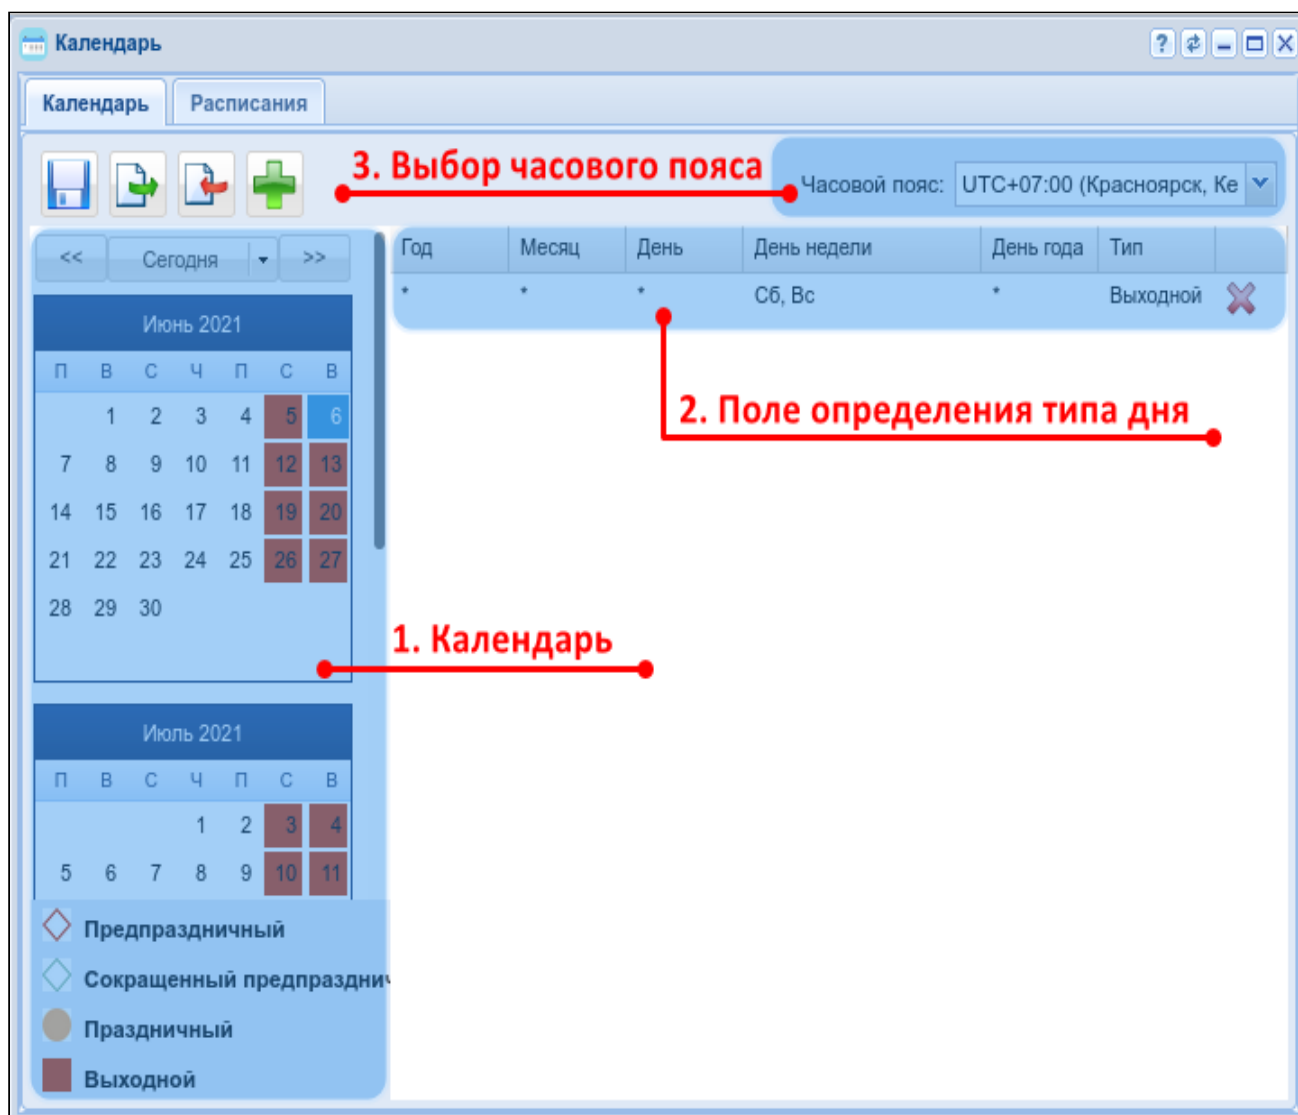 Календарь
Календарь Расписания
3. Выбор часового пояса
Часовой пояс: UTC+07:00 (Красноярск, Ке
<< Сегодня >>
Год Месяц День День недели День года Тип
* * * Сб, Вс * Выходной
Июнь 2021
П В С Ч П С В
1 2 3 4 5 6
7 8 9 10 11 12 13
14 15 16 17 18 19 20
21 22 23 24 25 26 27
28 29 30
2. Поле определения типа дня
1. Календарь
Июль 2021
П В С Ч П С В
1 2 3 4
5 6 7 8 9 10 11
Предпраздничный
Сокращенный предпразднич
Праздничный
Выходной